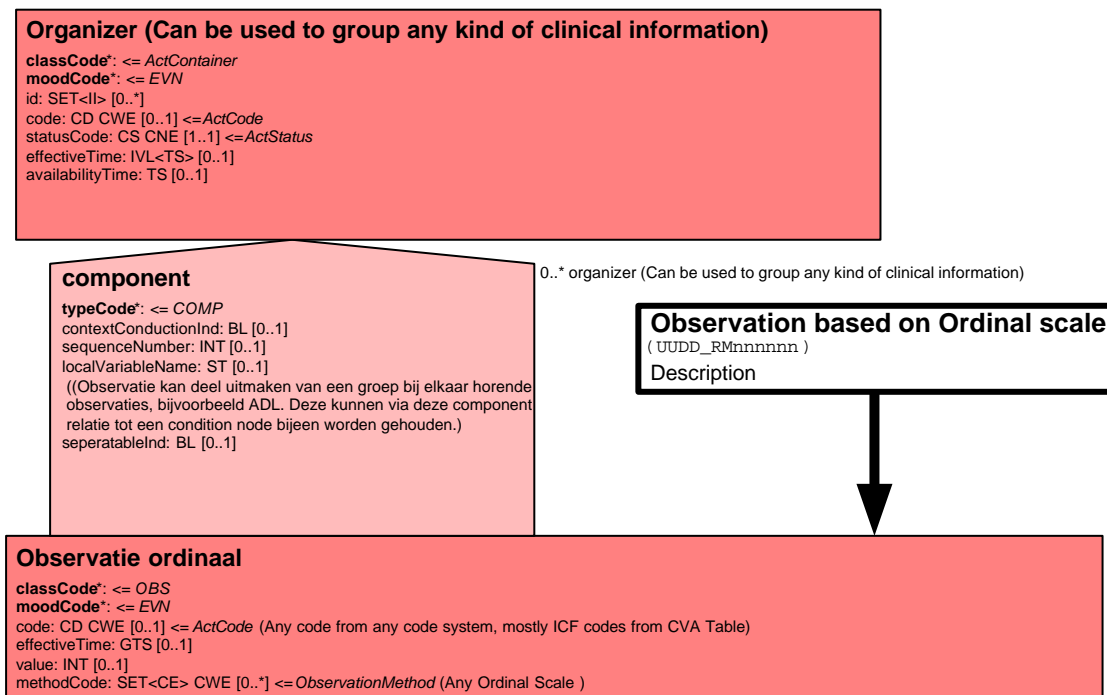 Organizer (Can be used to group any kind of clinical information)
classCode*: <= ActContainer
moodCode*: <= EVN
id: SET<II> [0..*]
code: CD CWE [0..1] <=ActCode
statusCode: CS CNE [1..1] <=ActStatus
effectiveTime: IVL<TS> [0..1]
availabilityTime: TS [0..1]
0..* organizer (Can be used to group any kind of clinical information)
component
typeCode*: <= COMP
contextConductionInd: BL [0..1]
sequenceNumber: INT [0..1]
localVariableName: ST [0..1]
((Observatie kan deel uitmaken van een groep bij elkaar horende
observaties, bijvoorbeeld ADL. Deze kunnen via deze component
relatie tot een condition node bijeen worden gehouden.)
seperatableInd: BL [0..1]
Observation based on Ordinal scale
(UUDD_RMnnnnnn )
Description
Observatie ordinaal
classCode*: <= OBS
moodCode*: <= EVN
code: CD CWE [0..1] <= ActCode (Any code from any code system, mostly ICF codes from CVA Table)
effectiveTime: GTS [0..1]
value: INT [0..1]
methodCode: SET<CE> CWE [0..*] <= ObservationMethod (Any Ordinal Scale )